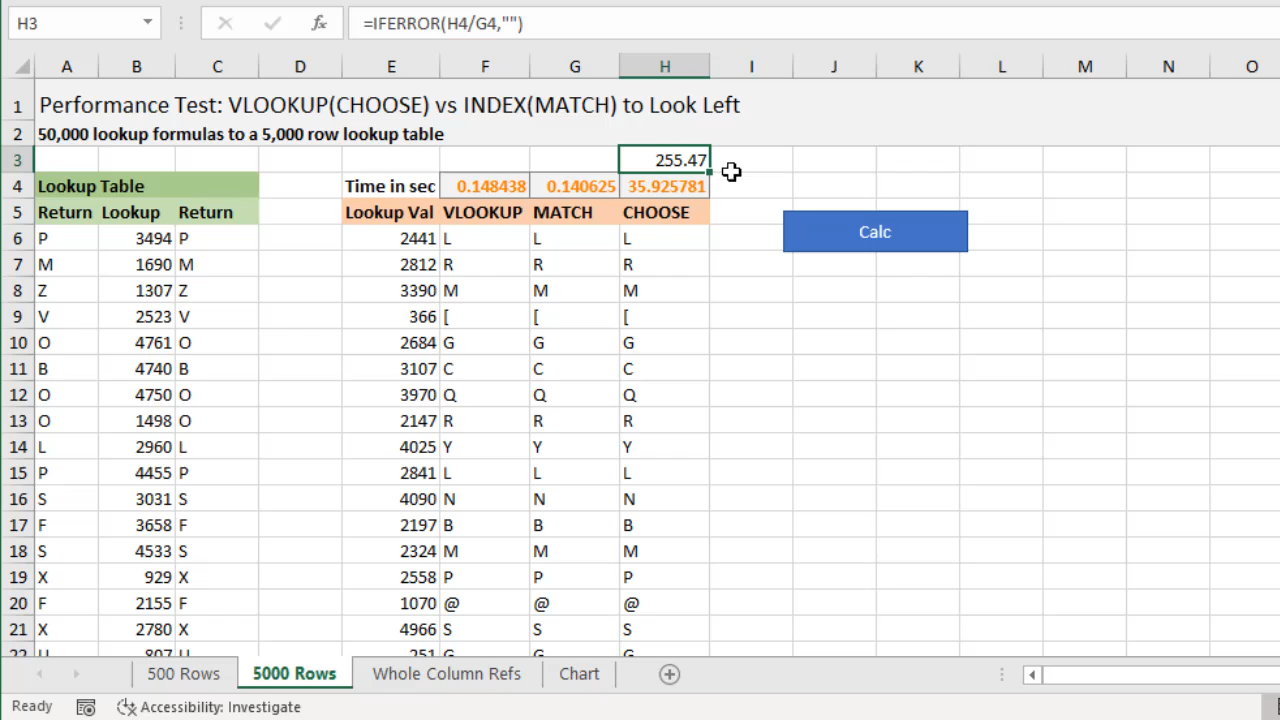 H3 =IFERROR(H4/G4,"")
A B C D E F G H I J K L M N O
1 Performance Test: VLOOKUP(CHOOSE) vs INDEX(MATCH) to Look Left
2 50,000 lookup formulas to a 5,000 row lookup table
3 255.47
4 Lookup Table Time in sec 0.148438 0.140625 35.925781
5 Return Lookup Return Lookup Val VLOOKUP MATCH CHOOSE
Calc
6 P 3494 P 2441 L L L
7 M 1690 M 2812 R R R
8 Z 1307 Z 3390 M M M
9 V 2523 V 366 [ [ [
10 O 4761 O 2684 G G G
11 B 4740 B 3107 C C C
12 O 4750 O 3970 Q Q Q
13 O 1498 O 2147 R R R
14 L 2960 L 4025 Y Y Y
15 P 4455 P 2841 L L L
16 S 3031 S 4090 N N N
17 F 3658 F 2197 B B B
18 S 4533 S 2324 M M M
19 X 929 X 2558 P P P
20 F 2155 F 1070 @ @ @
21 X 2780 X 4966 S S S
22 U 807 U 251 G G G
500 Rows 5000 Rows Whole Column Refs Chart
Ready Accessibility: Investigate